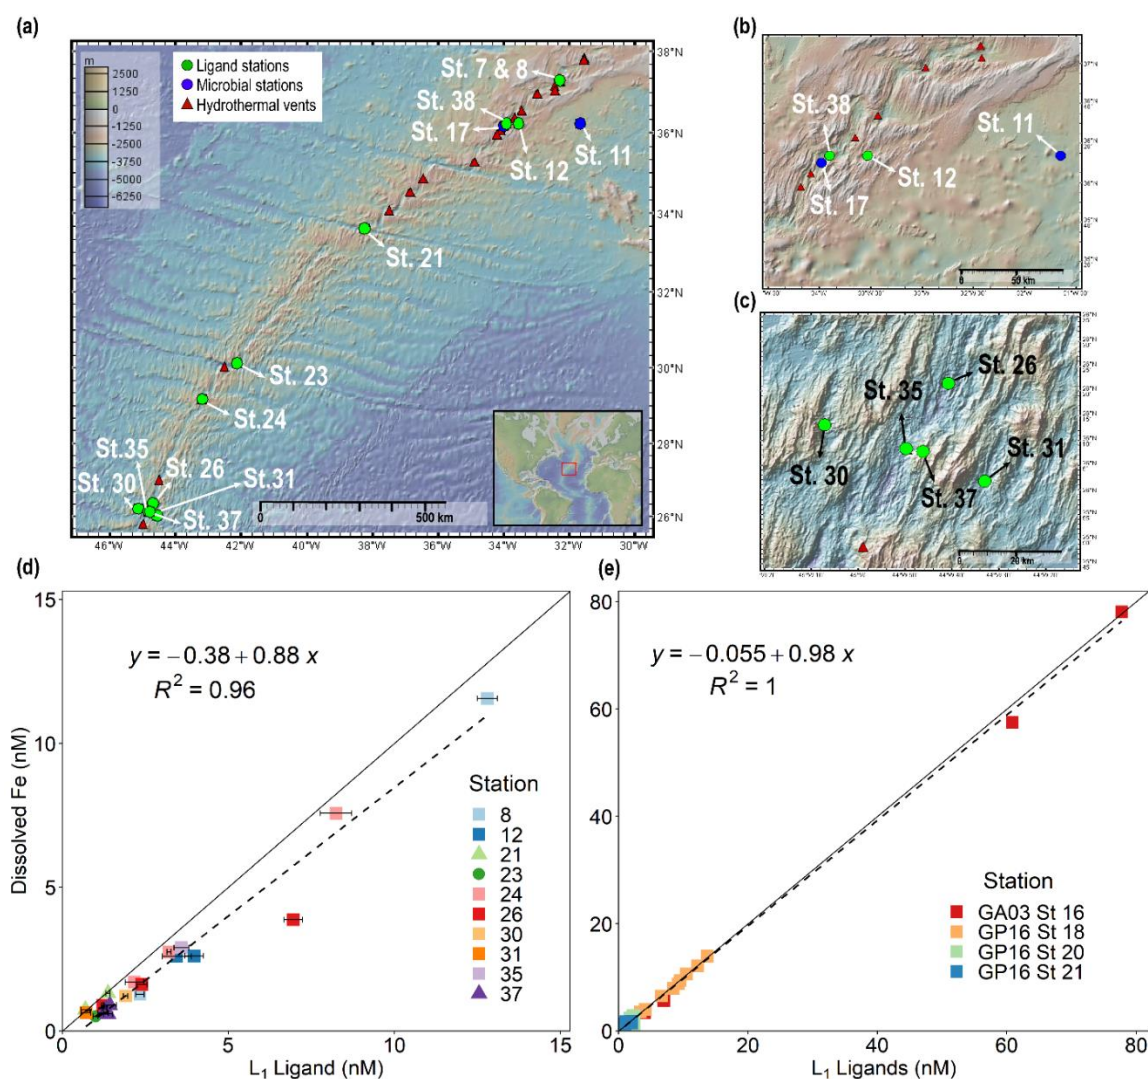 (a)
m
2500
1250
0
-1250
-2500
-3750
-5000
-6250
Ligand stations
Microbial stations
Hydrothermal vents
St. 7 & 8
St. 38
St. 17
St. 12
St. 11
St. 21
St. 23
St.24
St.35
St. 26
St.31
St. 30
St. 37
0
500 km
38°N
36°N
34°N
32°N
30°N
28°N
26°N
46°W
44°W
42°W
40°W
38°W
36°W
34°W
32°W
30°W
(b)
St. 38
St. 11
St. 12
St. 17
0
50 km
(c)
St. 26
St. 35
St. 31
St. 30
St. 37
0
20 km
(d)
y = −0.38 + 0.88 x
R² = 0.96
Dissolved Fe (nM)
15
10
5
0
0
5
10
15
L₁ Ligand (nM)
Station
8
12
21
23
24
26
30
31
35
37
(e)
y = −0.055 + 0.98 x
R² = 1
80
60
40
20
0
0
20
40
60
80
L₁ Ligands (nM)
Station
GA03 St 16
GP16 St 18
GP16 St 20
GP16 St 21